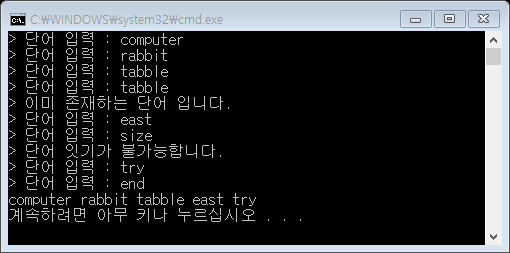 C:\WINDOWS\system32\cmd.exe
> 단어 입력 : computer
> 단어 입력 : rabbit
> 단어 입력 : tabble
> 단어 입력 : tabble
> 이미 존재하는 단어 입니다.
> 단어 입력 : east
> 단어 입력 : size
> 단어 잇기가 불가능합니다.
> 단어 입력 : try
> 단어 입력 : end
computer rabbit tabble east try
계속하려면 아무 키나 누르십시오 . . .